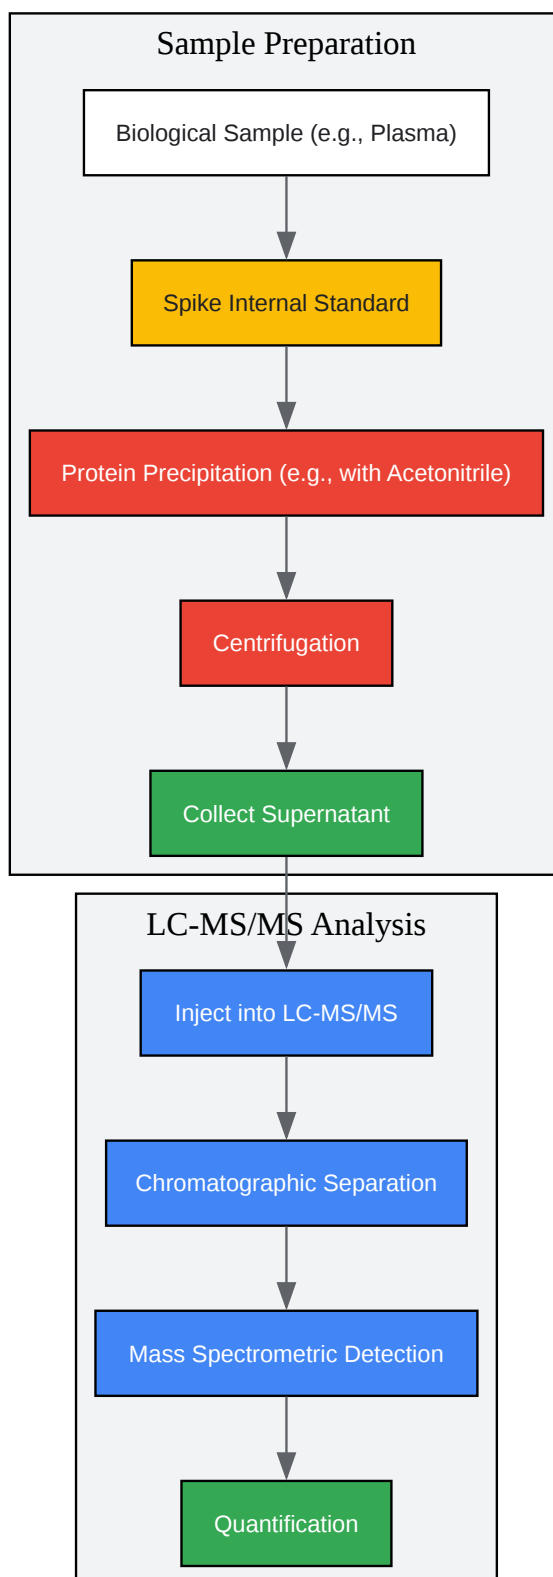 Sample Preparation
Biological Sample (e.g., Plasma)
Spike Internal Standard
Protein Precipitation (e.g., with Acetonitrile)
Centrifugation
Collect Supernatant
LC-MS/MS Analysis
Inject into LC-MS/MS
Chromatographic Separation
Mass Spectrometric Detection
Quantification